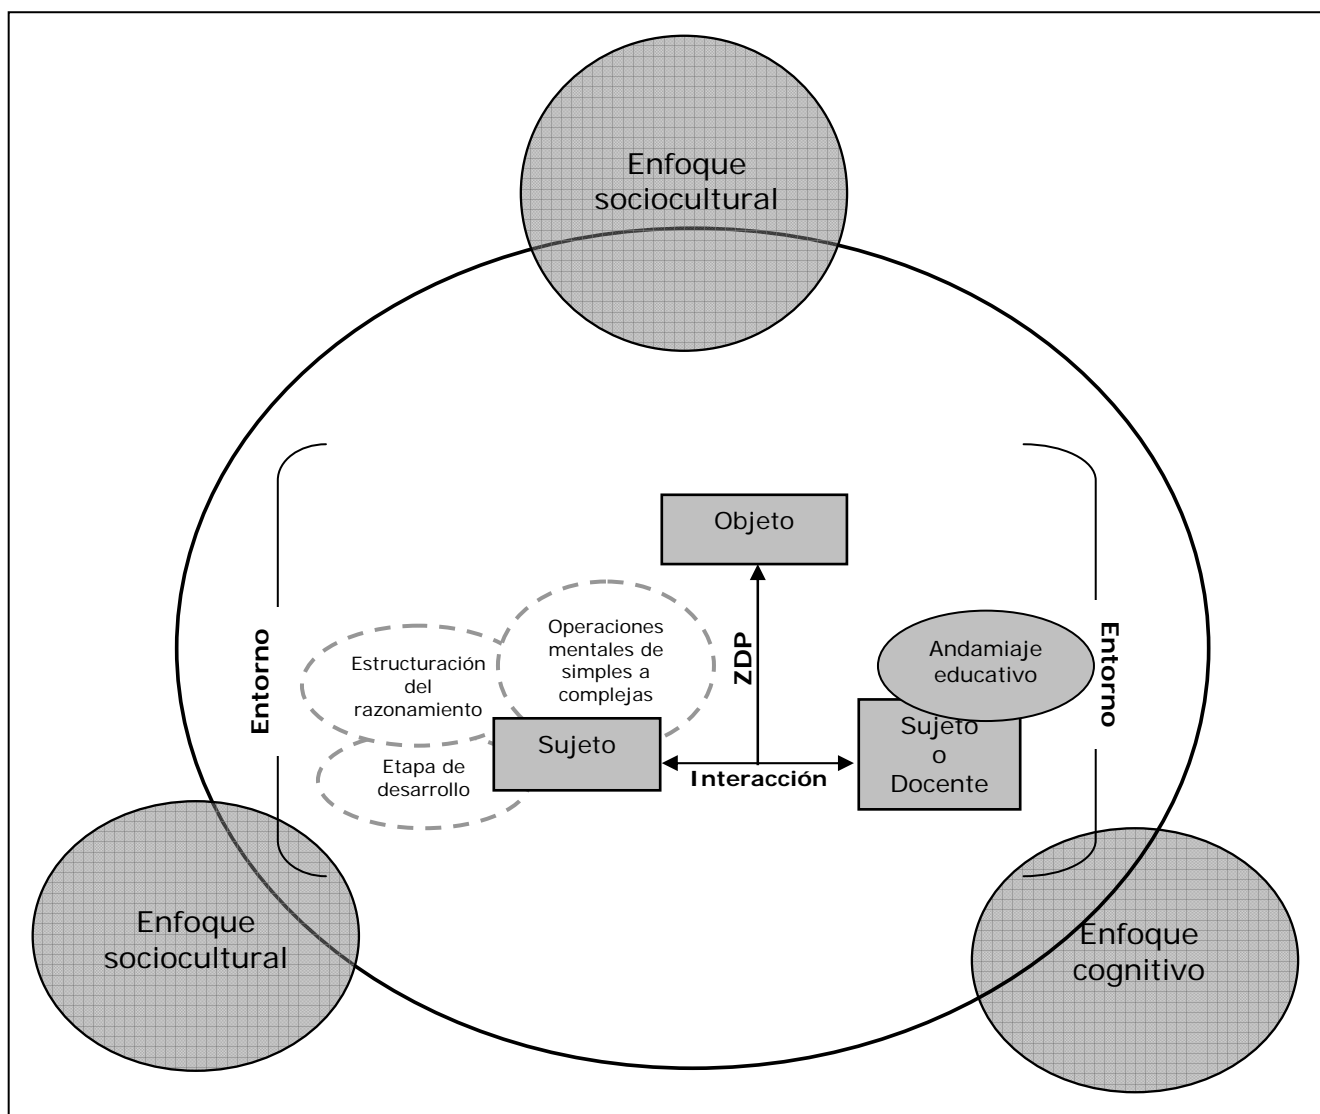 Enfoque
sociocultural
Objeto
Operaciones
mentales de
simples a
complejas
Estructuración
del
razonamiento
Etapa de
desarrollo
Sujeto
Entorno
ZDP
Interacción
Andamiaje
educativo
Sujeto
o
Docente
Entorno
Enfoque
sociocultural
Enfoque
cognitivo